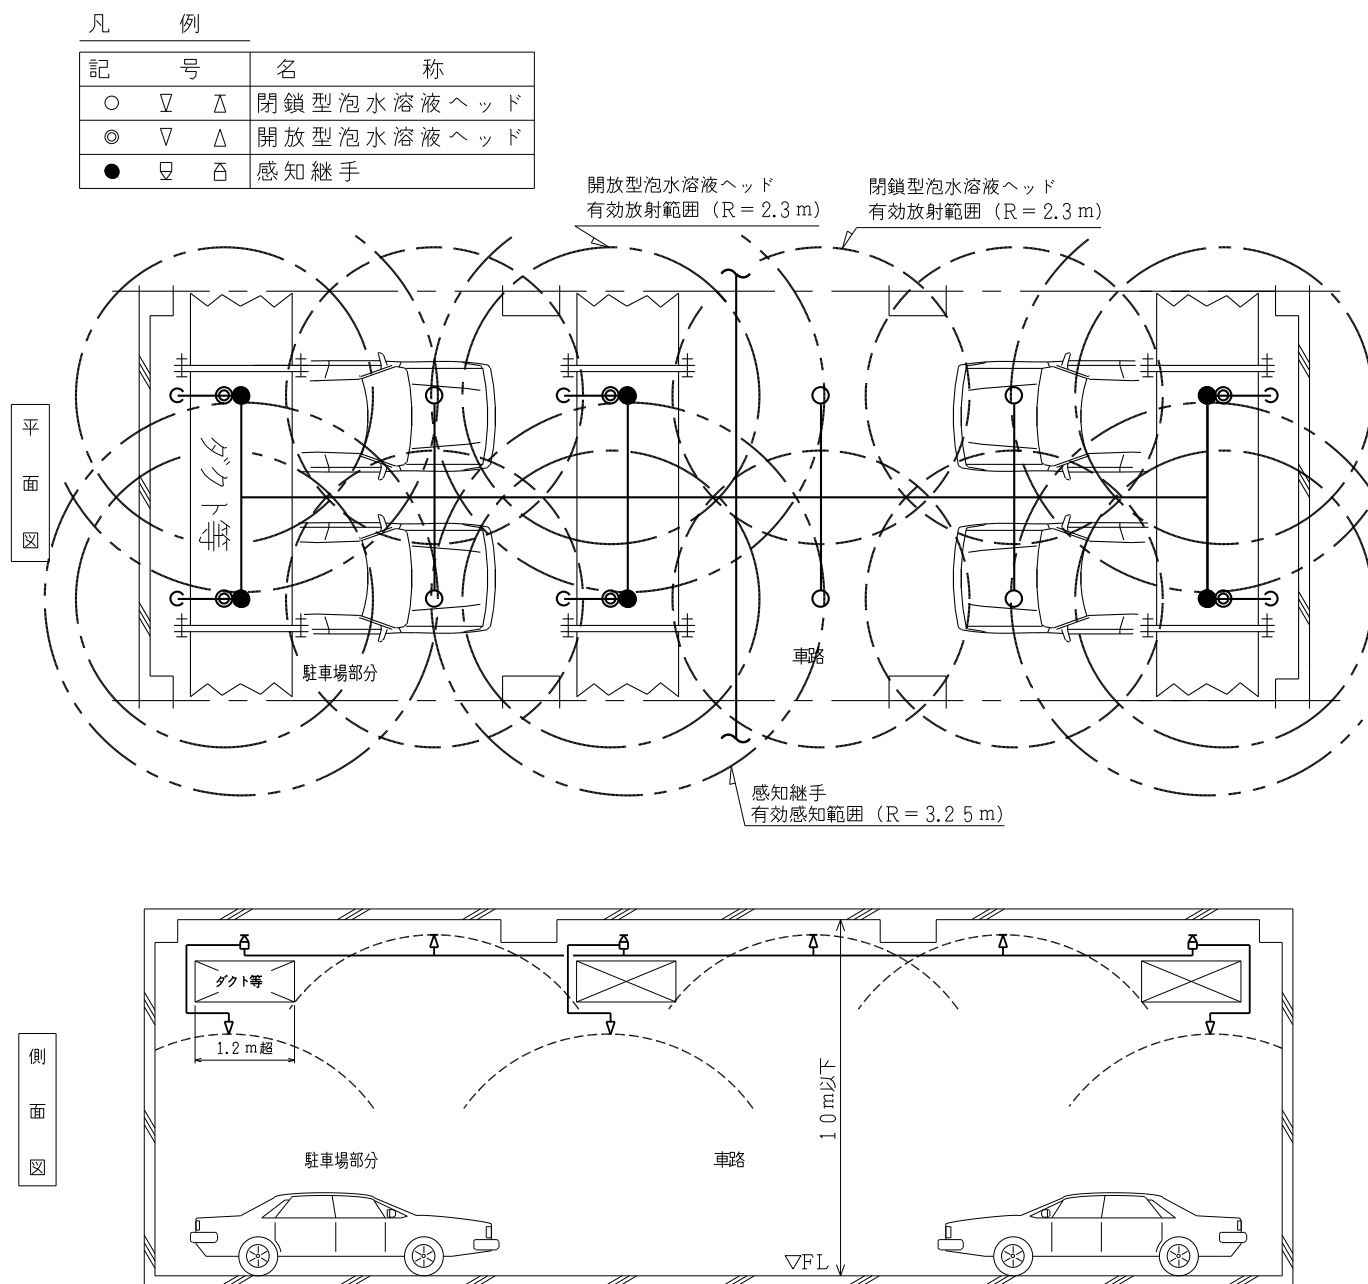 凡例
記号 名称
閉鎖型泡水溶液ヘッド
開放型泡水溶液ヘッド
感知継手
開放型泡水溶液ヘッド
有効放射範囲（R＝2.3m）
閉鎖型泡水溶液ヘッド
有効放射範囲（R＝2.3m）
平面図
ダクト等
駐車場部分
車路
感知継手
有効感知範囲（R＝3.25m）
側面図
ダクト等
1.2m超
10m以下
駐車場部分
車路
▽FL